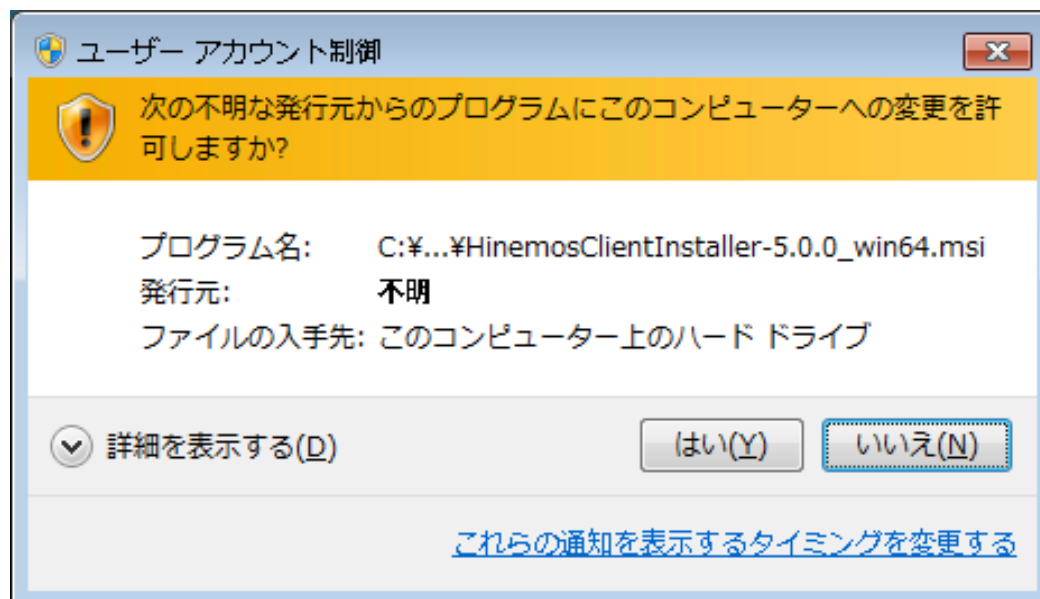 ユーザー アカウント制御
次の不明な発行元からのプログラムにこのコンピューターへの変更を許
可しますか?
プログラム名: C:¥...¥HinemosClientInstaller-5.0.0_win64.msi
発行元: 不明
ファイルの入手先: このコンピューター上のハード ドライブ
詳細を表示する(D) はい(Y) いいえ(N)
これらの通知を表示するタイミングを変更する